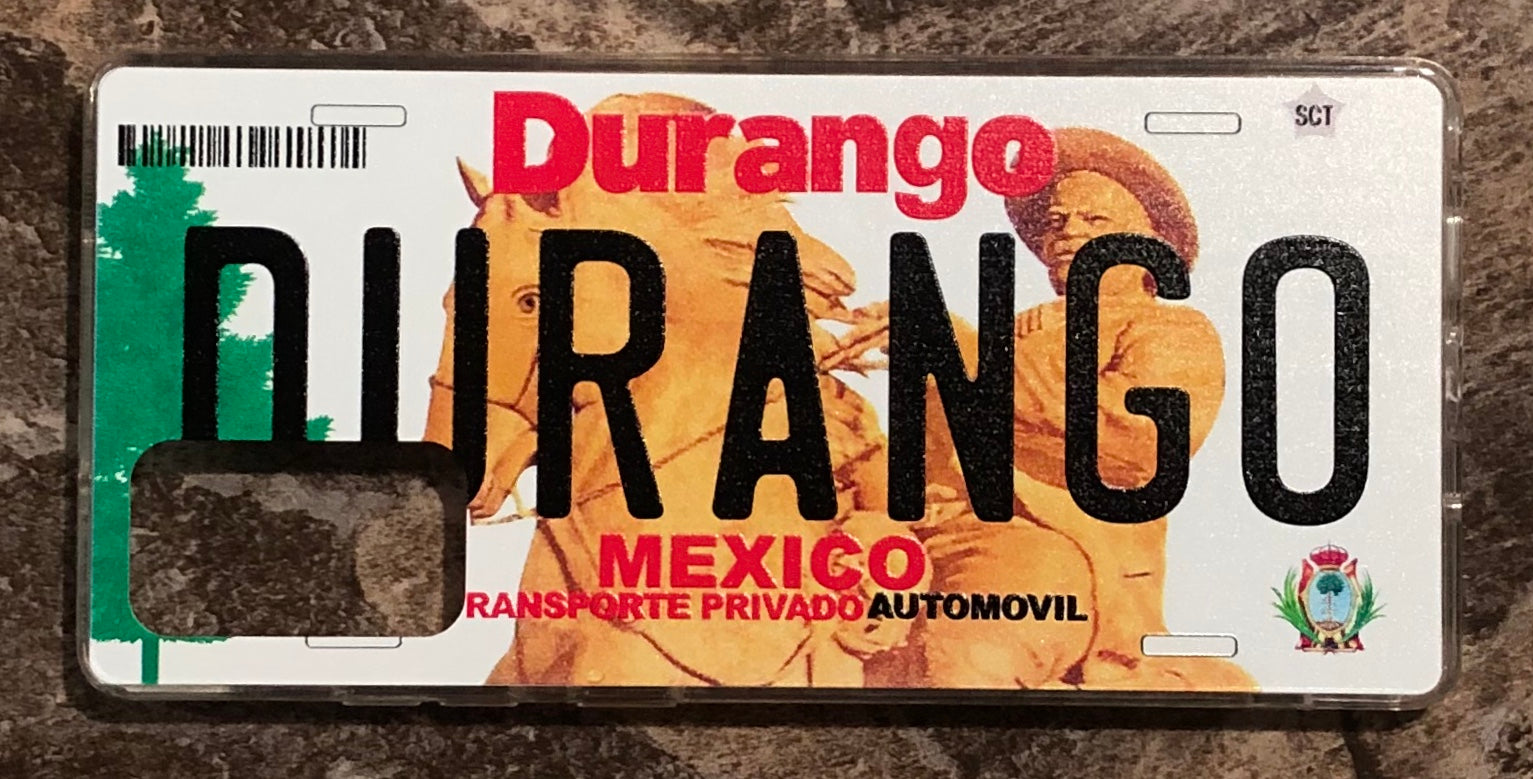 SCT
Durango
DURANGO
MEXICO
RANSPORTE PRIVADO AUTOMOVIL